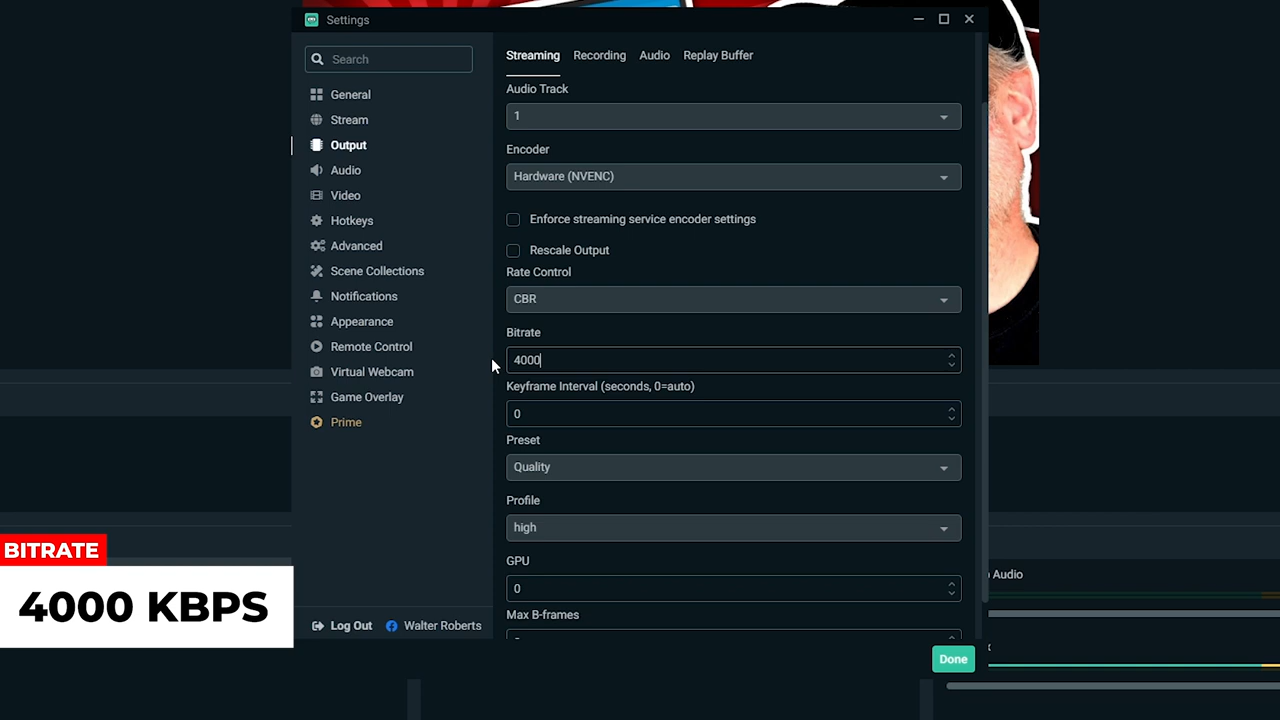 Settings
Search
General
Stream
Output
Audio
Video
Hotkeys
Advanced
Scene Collections
Notifications
Appearance
Remote Control
Virtual Webcam
Game Overlay
Prime
Log Out
Walter Roberts
Streaming
Recording
Audio
Replay Buffer
Audio Track
1
Encoder
Hardware (NVENC)
Enforce streaming service encoder settings
Rescale Output
Rate Control
CBR
Bitrate
4000
Keyframe Interval (seconds, 0=auto)
0
Preset
Quality
Profile
high
GPU
0
Max B-frames
Done
Audio
BITRATE
4000 KBPS